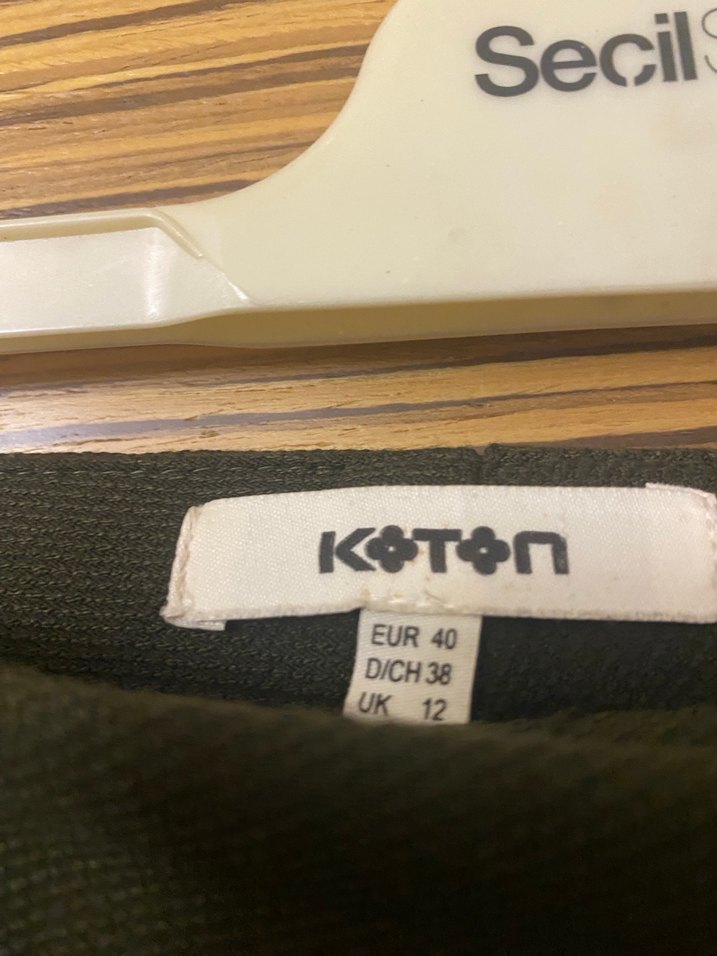 Secil
KOTON
EUR 40
D/CH 38
UK 12